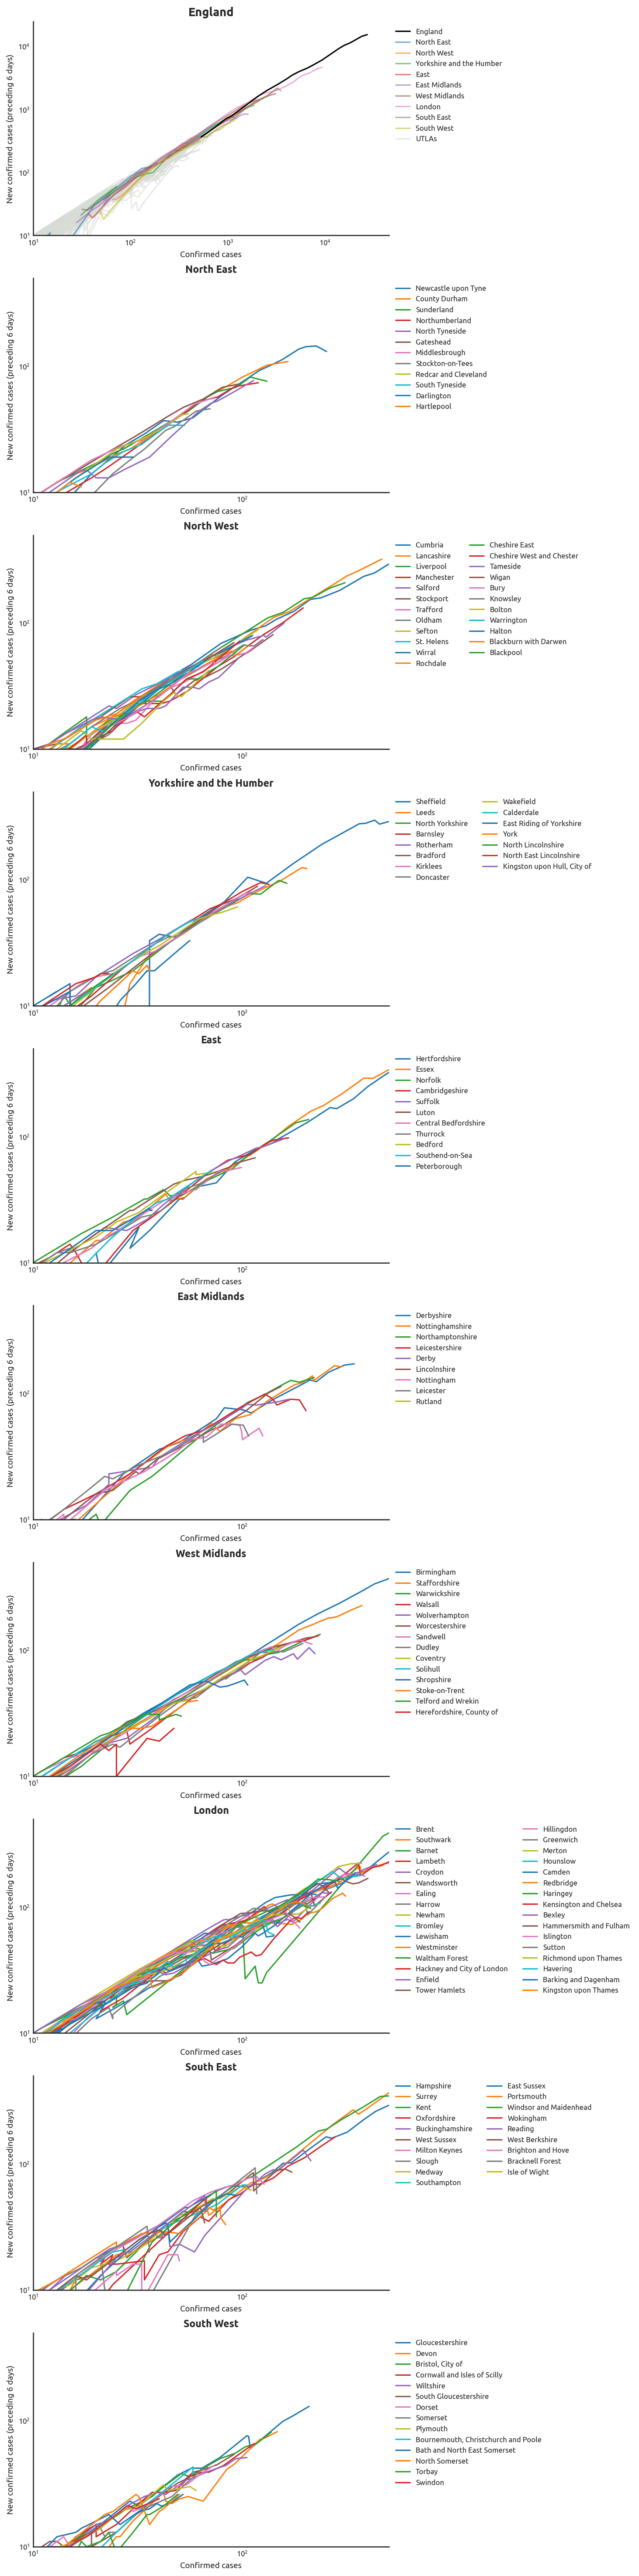 England
New confirmed cases (preceding 6 days)
10⁴
10³
10²
10¹
10¹ 10² 10³ 10⁴
Confirmed cases
England
North East
North West
Yorkshire and the Humber
East
East Midlands
West Midlands
London
South East
South West
UTLAs
North East
New confirmed cases (preceding 6 days)
10²
10¹
10¹ 10²
Confirmed cases
Newcastle upon Tyne
County Durham
Sunderland
Northumberland
North Tyneside
Gateshead
Middlesbrough
Stockton-on-Tees
Redcar and Cleveland
South Tyneside
Darlington
Hartlepool
North West
New confirmed cases (preceding 6 days)
10²
10¹
10¹ 10²
Confirmed cases
Cumbria
Lancashire
Liverpool
Manchester
Salford
Stockport
Trafford
Oldham
Sefton
St. Helens
Wirral
Rochdale
Cheshire East
Cheshire West and Chester
Tameside
Wigan
Bury
Knowsley
Bolton
Warrington
Halton
Blackburn with Darwen
Blackpool
Yorkshire and the Humber
New confirmed cases (preceding 6 days)
10²
10¹
10¹ 10²
Confirmed cases
Sheffield
Leeds
North Yorkshire
Barnsley
Rotherham
Bradford
Kirklees
Doncaster
Wakefield
Calderdale
East Riding of Yorkshire
York
North Lincolnshire
North East Lincolnshire
Kingston upon Hull, City of
East
New confirmed cases (preceding 6 days)
10²
10¹
10¹ 10²
Confirmed cases
Hertfordshire
Essex
Norfolk
Cambridgeshire
Suffolk
Luton
Central Bedfordshire
Thurrock
Bedford
Southend-on-Sea
Peterborough
East Midlands
New confirmed cases (preceding 6 days)
10²
10¹
10¹ 10²
Confirmed cases
Derbyshire
Nottinghamshire
Northamptonshire
Leicestershire
Derby
Lincolnshire
Nottingham
Leicester
Rutland
West Midlands
New confirmed cases (preceding 6 days)
10²
10¹
10¹ 10²
Confirmed cases
Birmingham
Staffordshire
Warwickshire
Walsall
Wolverhampton
Worcestershire
Sandwell
Dudley
Coventry
Solihull
Shropshire
Stoke-on-Trent
Telford and Wrekin
Herefordshire, County of
London
New confirmed cases (preceding 6 days)
10²
10¹
10¹ 10²
Confirmed cases
Brent
Southwark
Barnet
Lambeth
Croydon
Wandsworth
Ealing
Harrow
Newham
Bromley
Lewisham
Westminster
Waltham Forest
Hackney and City of London
Enfield
Tower Hamlets
Hillingdon
Greenwich
Merton
Hounslow
Camden
Redbridge
Haringey
Kensington and Chelsea
Bexley
Hammersmith and Fulham
Islington
Sutton
Richmond upon Thames
Havering
Barking and Dagenham
Kingston upon Thames
South East
New confirmed cases (preceding 6 days)
10²
10¹
10¹ 10²
Confirmed cases
Hampshire
Surrey
Kent
Oxfordshire
Buckinghamshire
West Sussex
Milton Keynes
Slough
Medway
Southampton
East Sussex
Portsmouth
Windsor and Maidenhead
Wokingham
Reading
West Berkshire
Brighton and Hove
Bracknell Forest
Isle of Wight
South West
New confirmed cases (preceding 6 days)
10²
10¹
10¹ 10²
Confirmed cases
Gloucestershire
Devon
Bristol, City of
Cornwall and Isles of Scilly
Wiltshire
South Gloucestershire
Dorset
Somerset
Plymouth
Bournemouth, Christchurch and Poole
Bath and North East Somerset
North Somerset
Torbay
Swindon